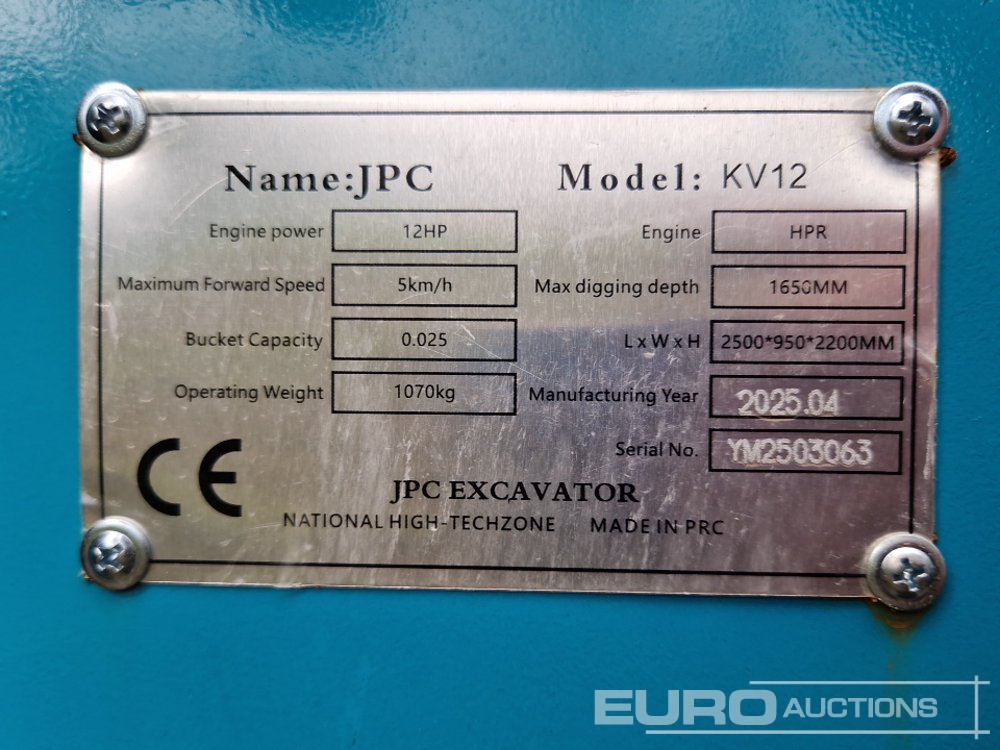 Name:JPC Model: KV12
Engine power 12HP Engine HPR
Maximum Forward Speed 5km/h Max digging depth 1650MM
Bucket Capacity 0.025 L x W x H 2500*950*2200MM
Operating Weight 1070kg Manufacturing Year 2025.04
Serial No. YM2503063
CE
JPC EXCAVATOR
NATIONAL HIGH-TECHZONE MADE IN PRC
EURO AUCTIONS